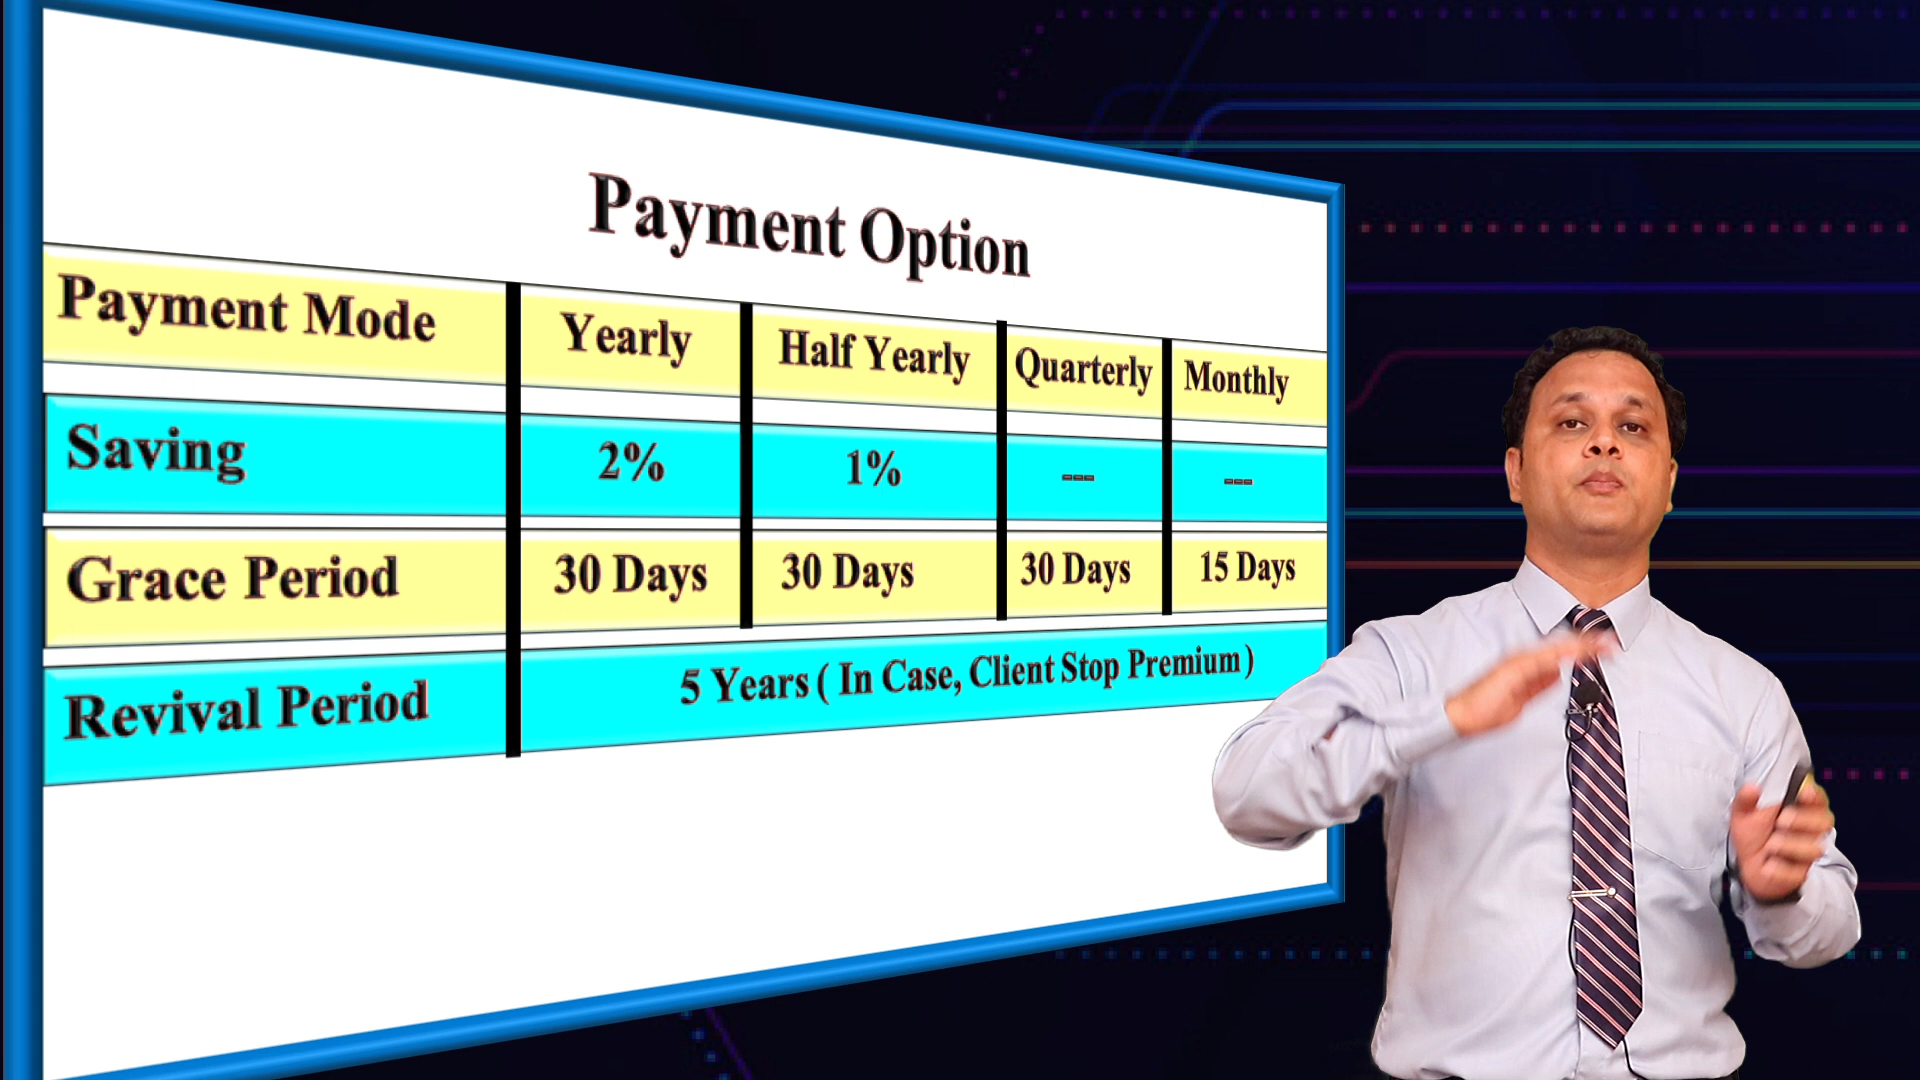 Payment Option
Payment Mode Yearly Half Yearly Quarterly Monthly
Saving 2% 1% --- ---
Grace Period 30 Days 30 Days 30 Days 15 Days
Revival Period 5 Years ( In Case, Client Stop Premium )